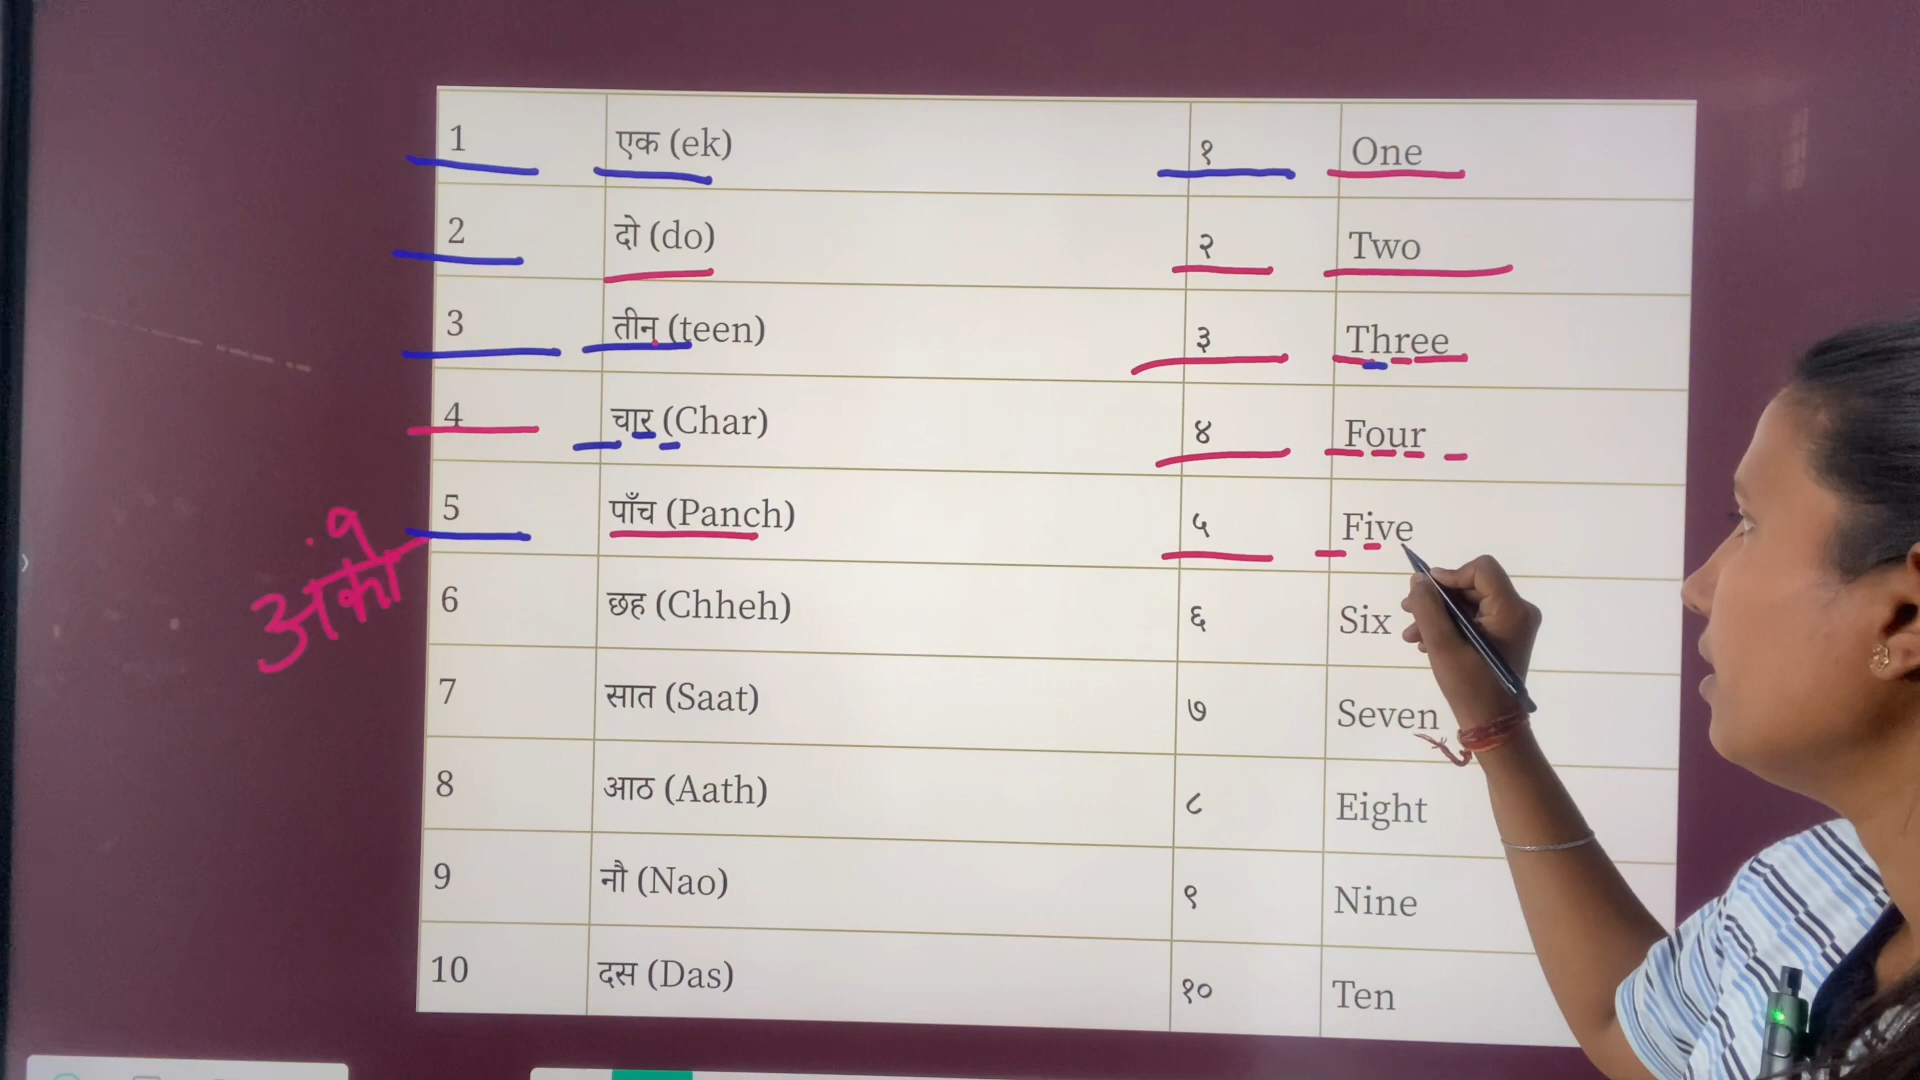 1 एक (ek) १ One
2 दो (do) २ Two
3 तीन (teen) ३ Three
4 चार (Char) ४ Four
5 पाँच (Panch) ५ Five
6 छह (Chheh) ६ Six
7 सात (Saat) ७ Seven
8 आठ (Aath) ८ Eight
9 नौ (Nao) ९ Nine
10 दस (Das) १० Ten